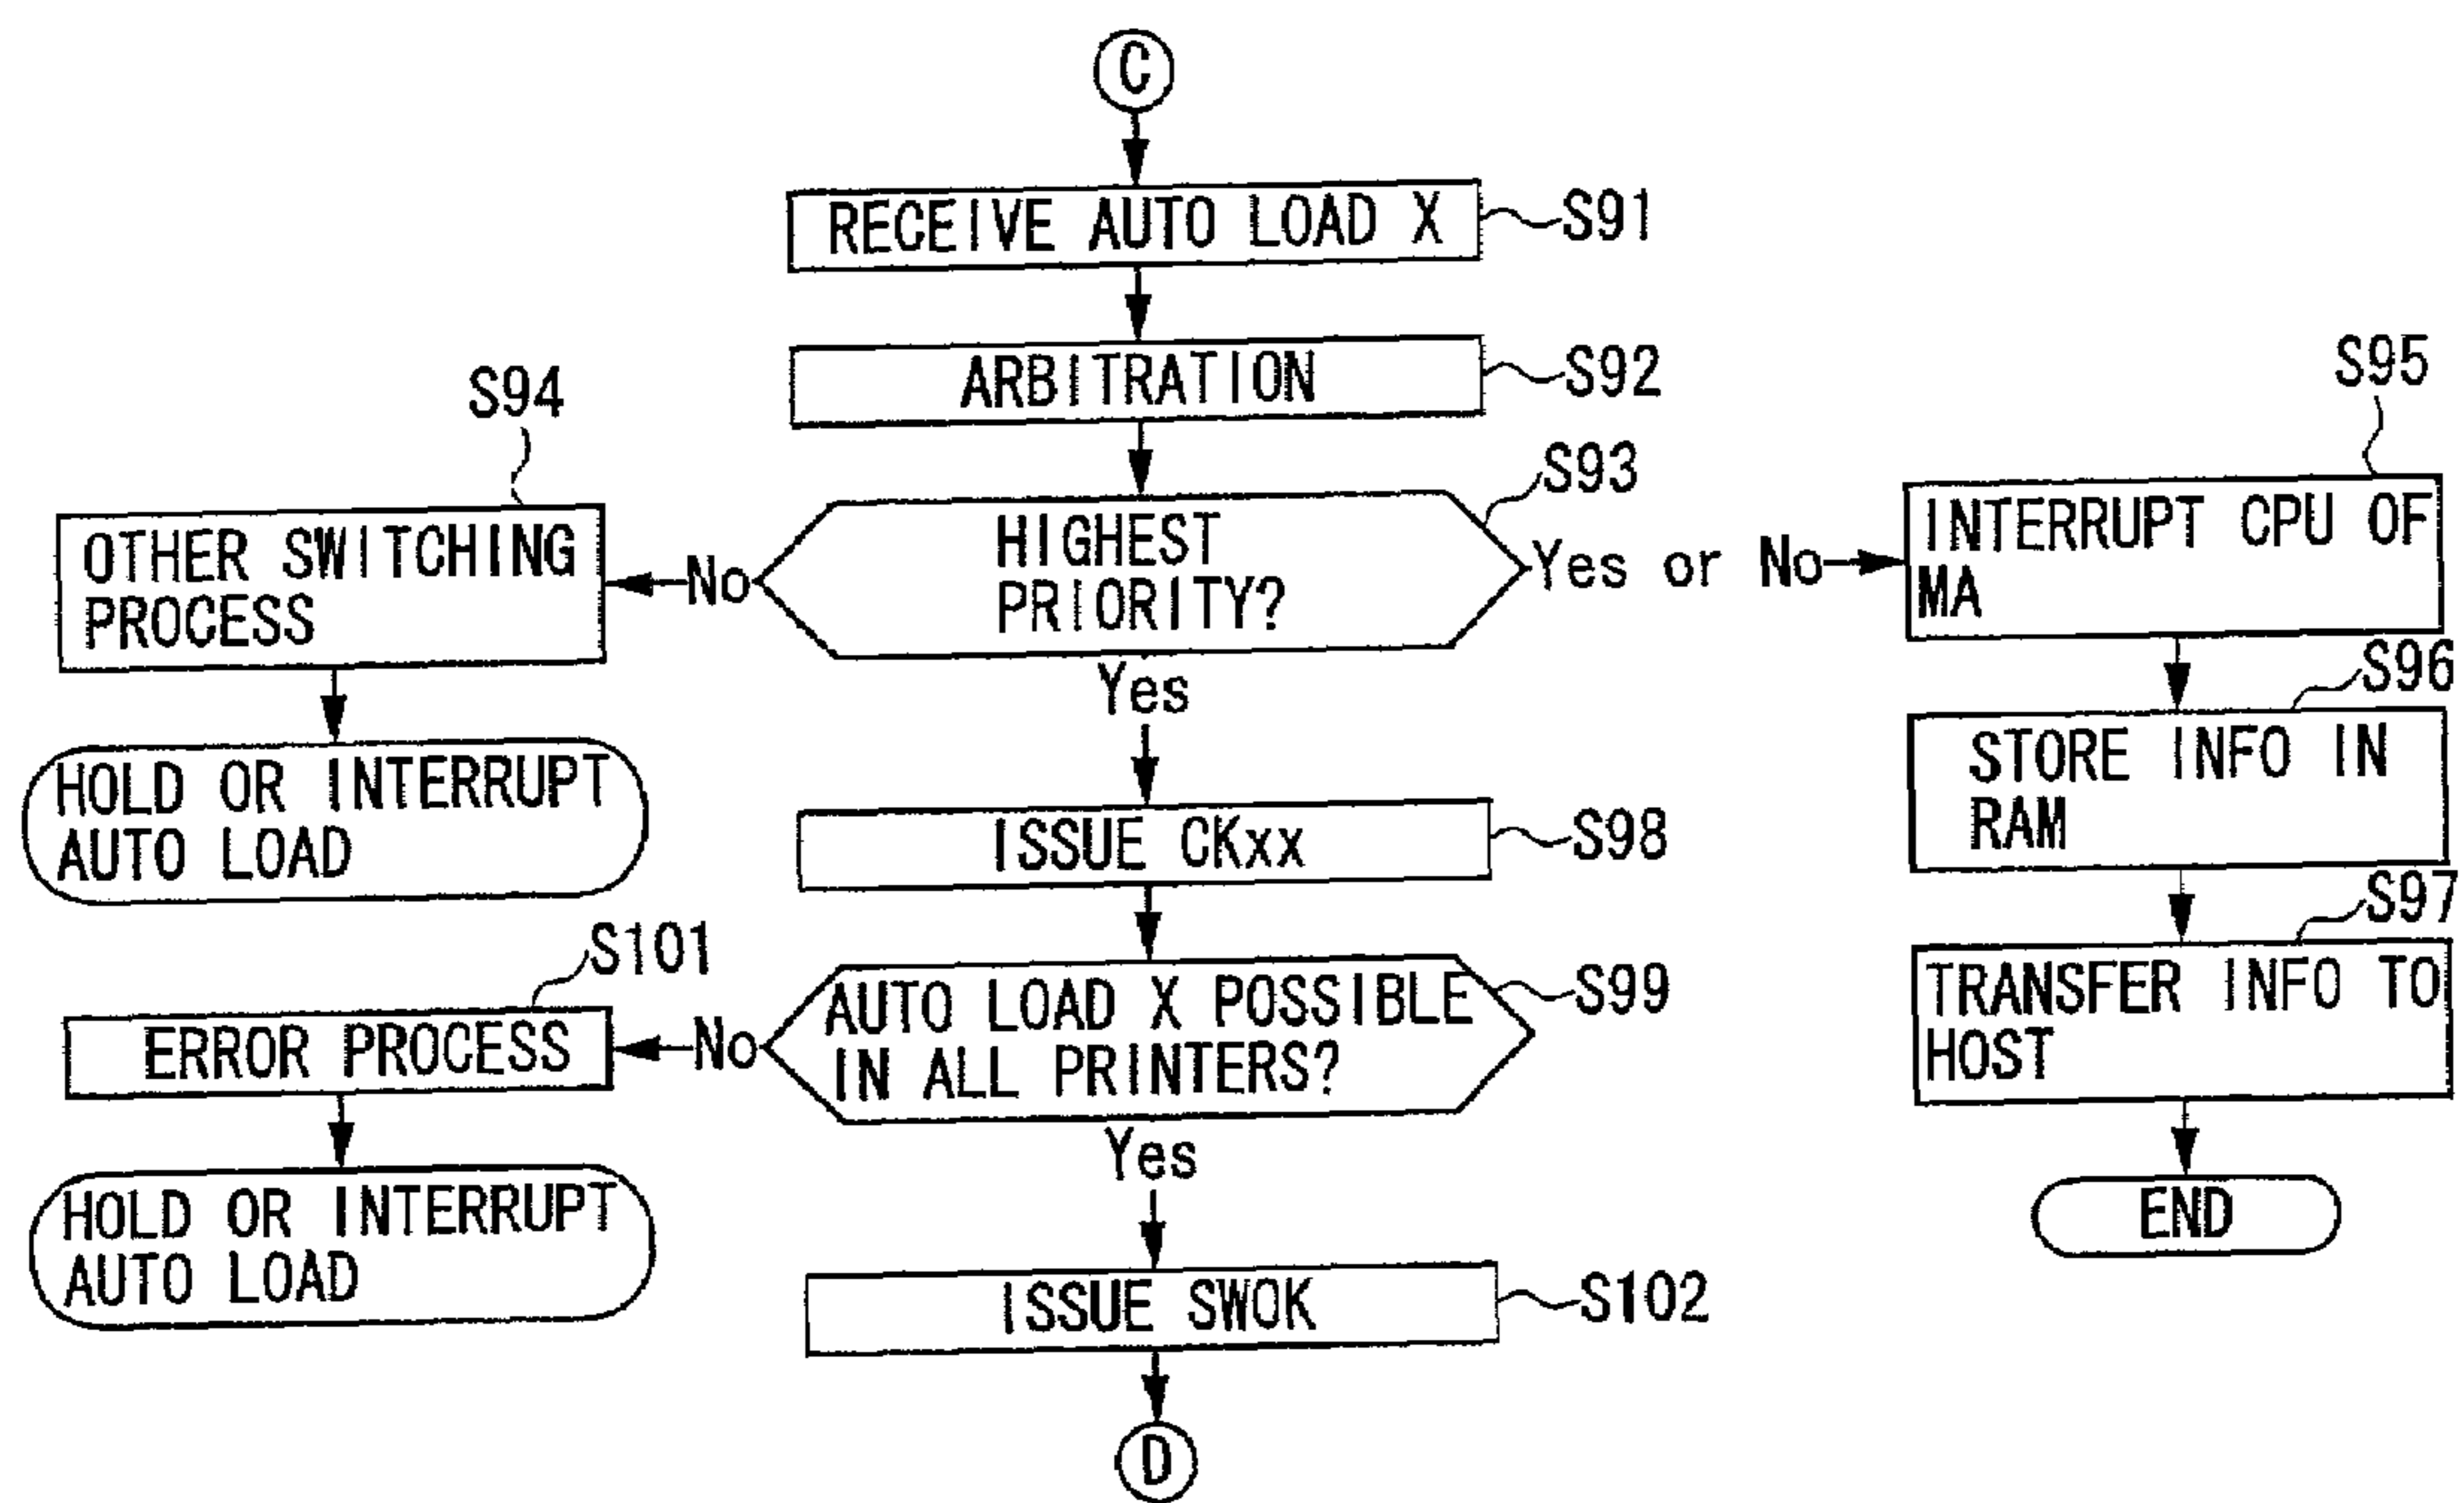 C
RECEIVE AUTO LOAD X
S91
ARBITRATION
S92
S94
S93
S95
HIGHEST
PRIORITY?
OTHER SWITCHING
PROCESS
No
Yes or No
INTERRUPT CPU OF
MA
Yes
HOLD OR INTERRUPT
AUTO LOAD
S96
STORE INFO IN
RAM
ISSUE CKxx
S98
S97
TRANSFER INFO TO
HOST
S101
ERROR PROCESS
No
AUTO LOAD X POSSIBLE
IN ALL PRINTERS?
S99
Yes
HOLD OR INTERRUPT
AUTO LOAD
END
ISSUE SWOK
S102
D